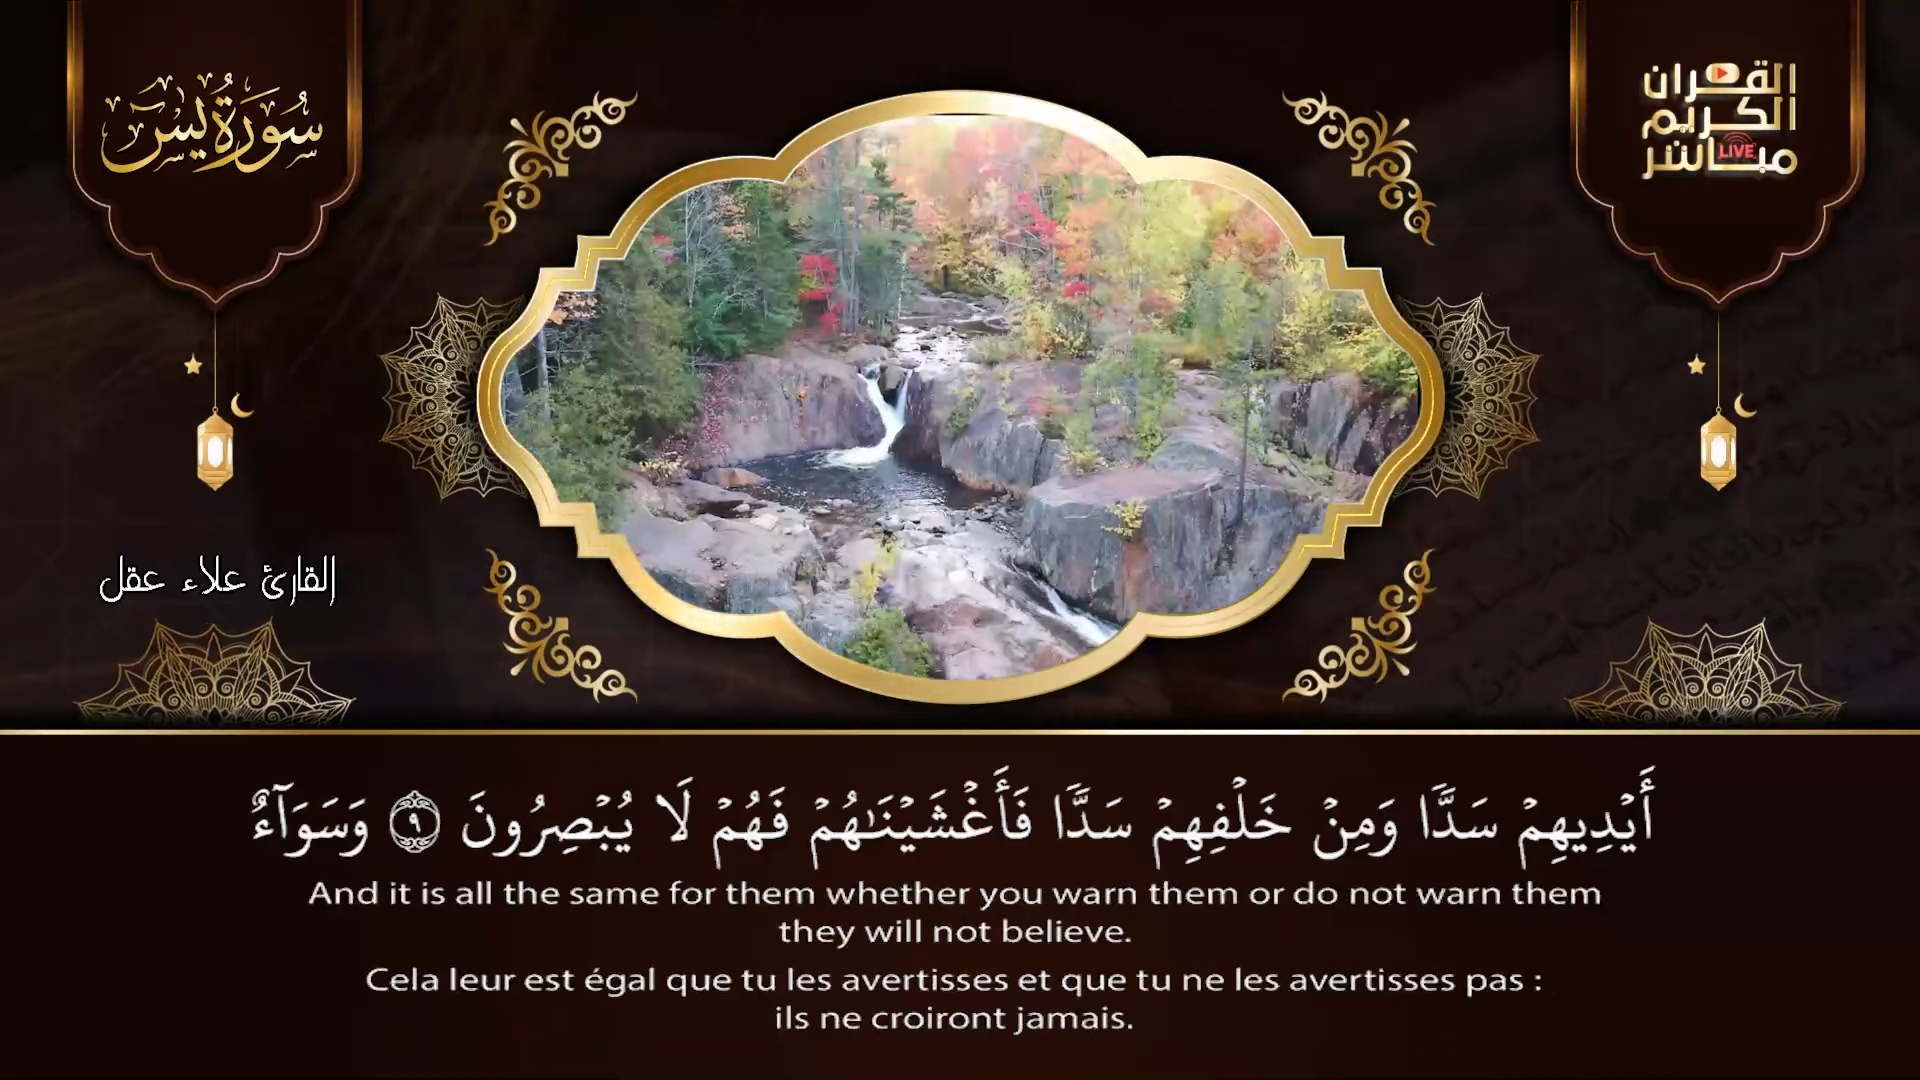 سُورَةُ يسٓ
القرآن
الكريم
LIVE
مباشر
القارئ علاء عقل
أَيۡدِيهِمۡ سَدّٗا وَمِنۡ خَلۡفِهِمۡ سَدّٗا فَأَغۡشَيۡنَٰهُمۡ فَهُمۡ لَا يُبۡصِرُونَ ٩ وَسَوَآءٌ
And it is all the same for them whether you warn them or do not warn them
they will not believe.
Cela leur est égal que tu les avertisses et que tu ne les avertisses pas :
ils ne croiront jamais.